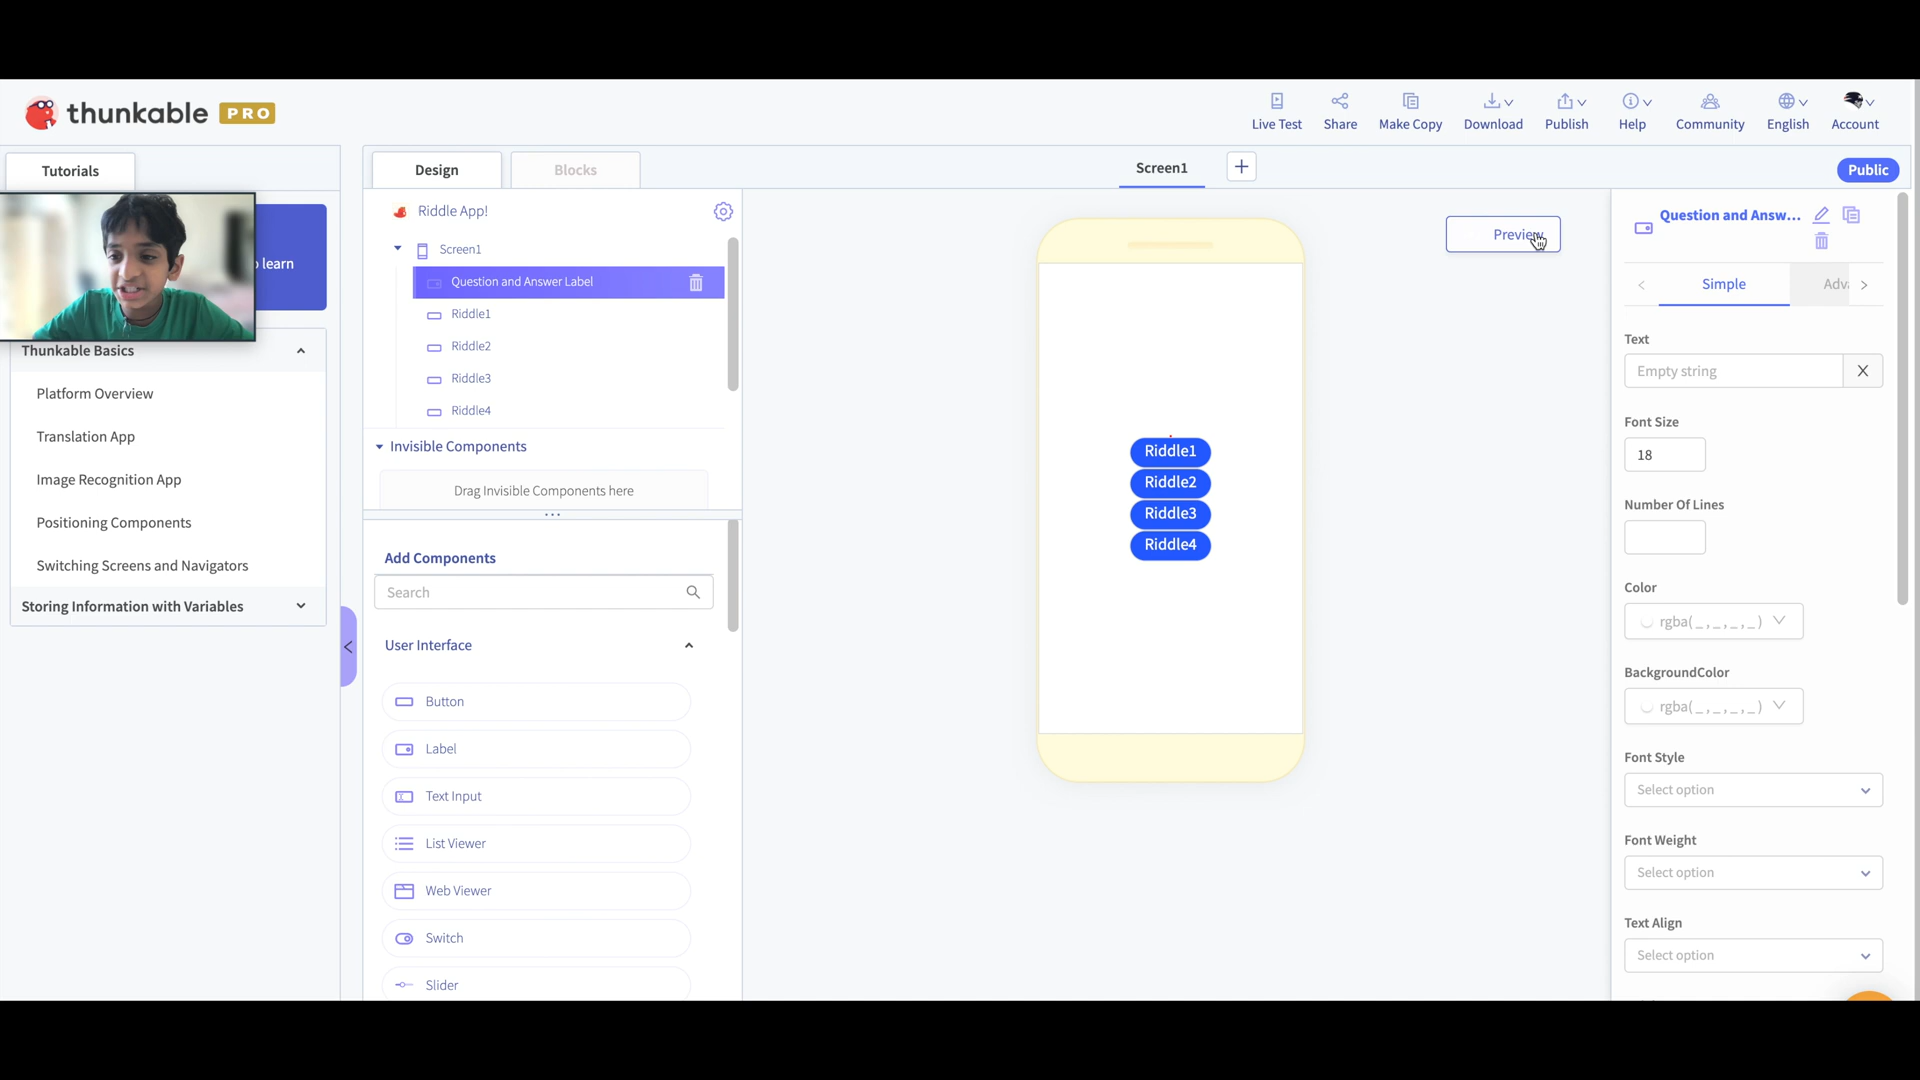 thunkable PRO
Live Test
Share
Make Copy
Download
Publish
Help
Community
English
Account
Tutorials
Design
Blocks
Screen1
Public
learn
Thunkable Basics
Platform Overview
Translation App
Image Recognition App
Positioning Components
Switching Screens and Navigators
Storing Information with Variables
Riddle App!
Screen1
Question and Answer Label
Riddle1
Riddle2
Riddle3
Riddle4
Invisible Components
Drag Invisible Components here
Add Components
Search
User Interface
Button
Label
Text Input
List Viewer
Web Viewer
Switch
Slider
Preview
Riddle1
Riddle2
Riddle3
Riddle4
Question and Answ...
Simple
Adv
Text
Empty string
X
Font Size
18
Number Of Lines
Color
rgba( _ , _ , _ , _ )
BackgroundColor
rgba( _ , _ , _ , _ )
Font Style
Select option
Font Weight
Select option
Text Align
Select option